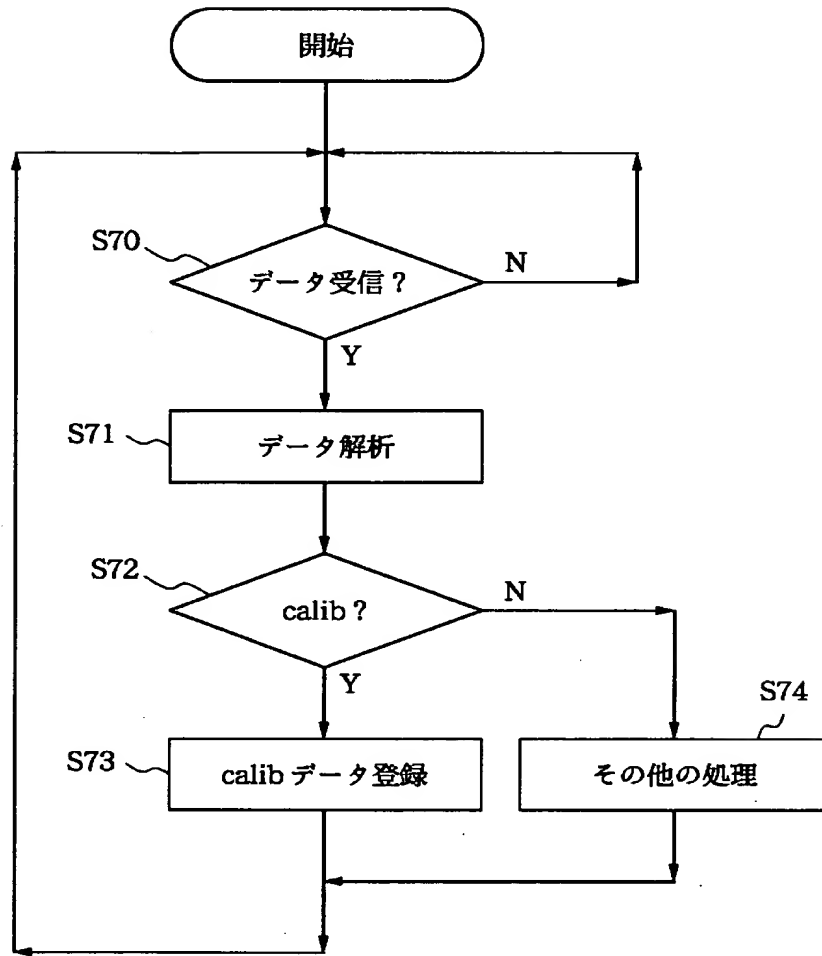 開始
S70
データ受信?
N
Y
S71
データ解析
S72
calib?
N
Y
S74
S73
calibデータ登録
その他の処理